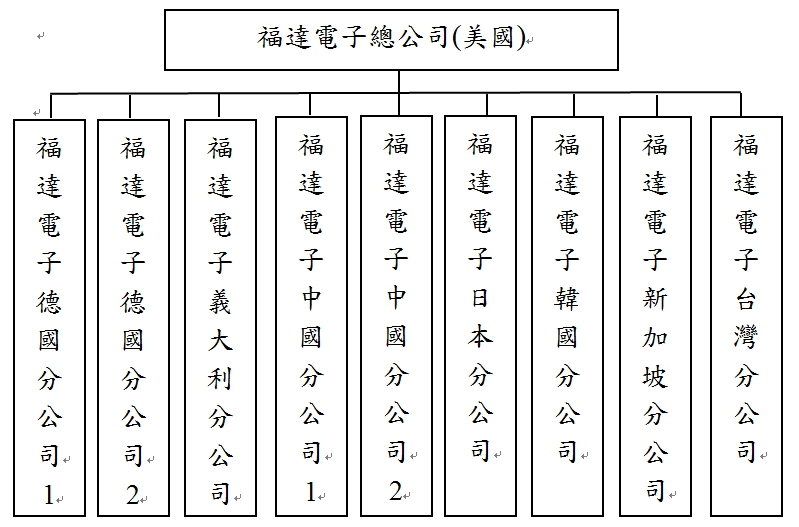 福達電子總公司(美國)
福達電子德國分公司1
福達電子德國分公司2
福達電子義大利分公司
福達電子中國分公司1
福達電子中國分公司2
福達電子日本分公司
福達電子韓國分公司
福達電子新加坡分公司
福達電子台灣分公司